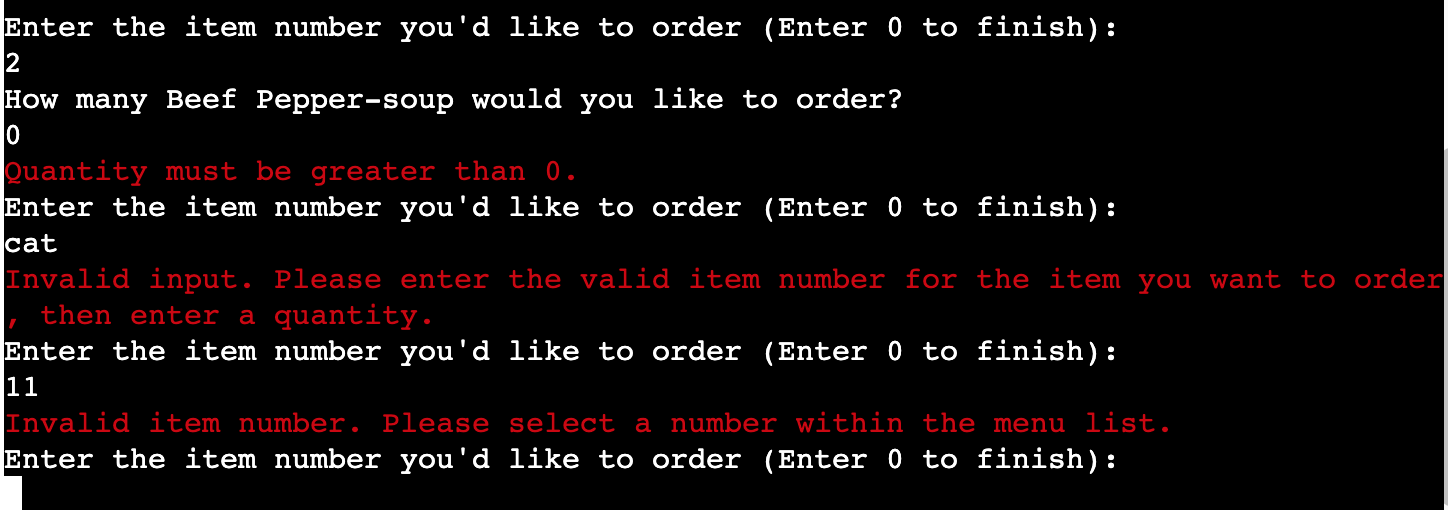 Enter the item number you'd like to order (Enter 0 to finish):
2
How many Beef Pepper-soup would you like to order?
0
Quantity must be greater than 0.
Enter the item number you'd like to order (Enter 0 to finish):
cat
Invalid input. Please enter the valid item number for the item you want to order
, then enter a quantity.
Enter the item number you'd like to order (Enter 0 to finish):
11
Invalid item number. Please select a number within the menu list.
Enter the item number you'd like to order (Enter 0 to finish):